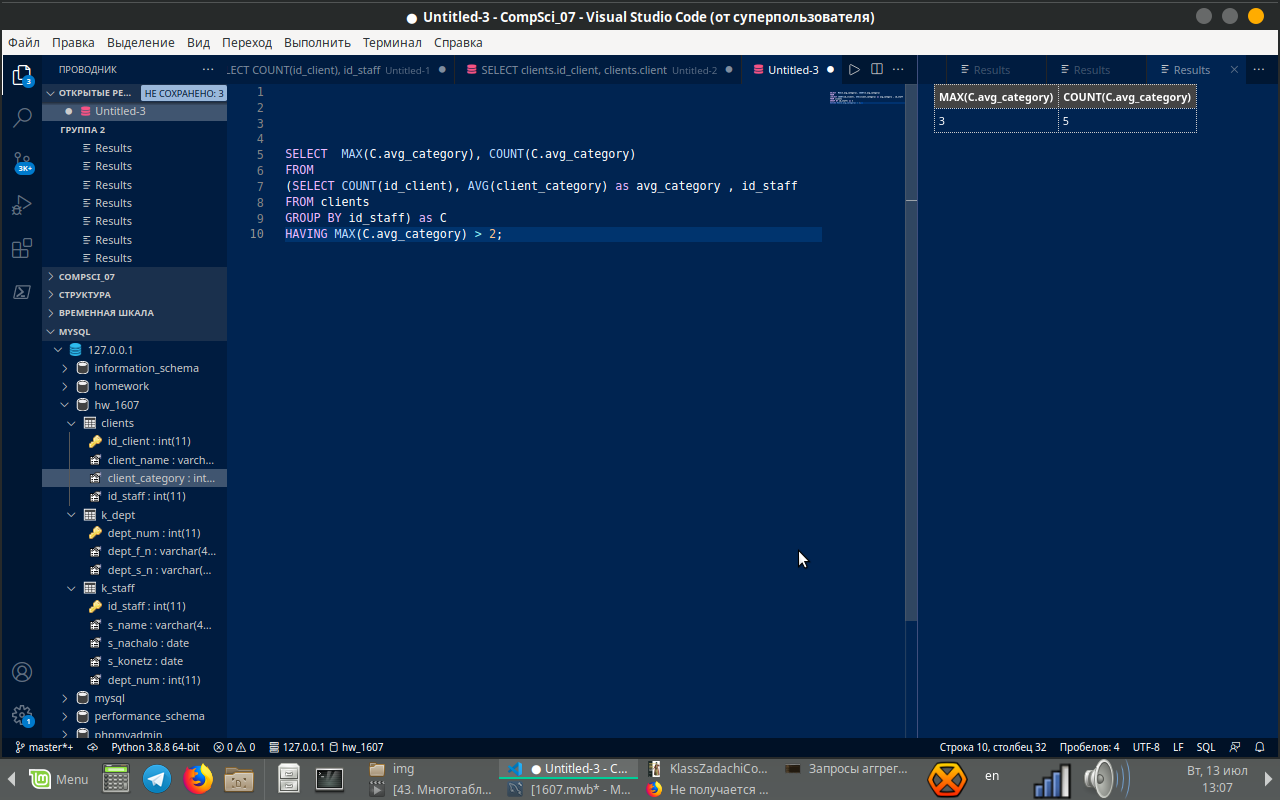 Untitled-3 - CompSci_07 - Visual Studio Code (от суперпользователя)
Файл Правка Выделение Вид Переход Выполнить Терминал Справка
ПРОВОДНИК
ОТКРЫТЫЕ РЕ... НЕ СОХРАНЕНО: 3
Untitled-3
ГРУППА 2
Results
Results
Results
Results
Results
Results
Results
COMPSCI_07
СТРУКТУРА
ВРЕМЕННАЯ ШКАЛА
MYSQL
127.0.0.1
information_schema
homework
hw_1607
clients
id_client : int(11)
client_name : varch...
client_category : int...
id_staff : int(11)
k_dept
dept_num : int(11)
dept_f_n : varchar(4...
dept_s_n : varchar(...
k_staff
id_staff : int(11)
s_name : varchar(4...
s_nachalo : date
s_konetz : date
dept_num : int(11)
mysql
performance_schema
phpmyadmin
3
3K+
1
.ECT COUNT(id_client), id_staff Untitled-1
SELECT clients.id_client, clients.client Untitled-2
Untitled-3
1
2
3
4
5 SELECT  MAX(C.avg_category), COUNT(C.avg_category)
6 FROM
7 (SELECT COUNT(id_client), AVG(client_category) as avg_category , id_staff
8 FROM clients
9 GROUP BY id_staff) as C
10 HAVING MAX(C.avg_category) > 2;
Results Results Results
MAX(C.avg_category) COUNT(C.avg_category)
3 5
master*+ Python 3.8.8 64-bit 0 0 127.0.0.1 hw_1607 Строка 10, столбец 32 Пробелов: 4 UTF-8 LF SQL
Menu
img
[43. Многотабл...
Untitled-3 - C...
[1607.mwb* - M...
KlassZadachiCo...
Не получается ...
Запросы аггрег...
en
Вт, 13 июл
13:07